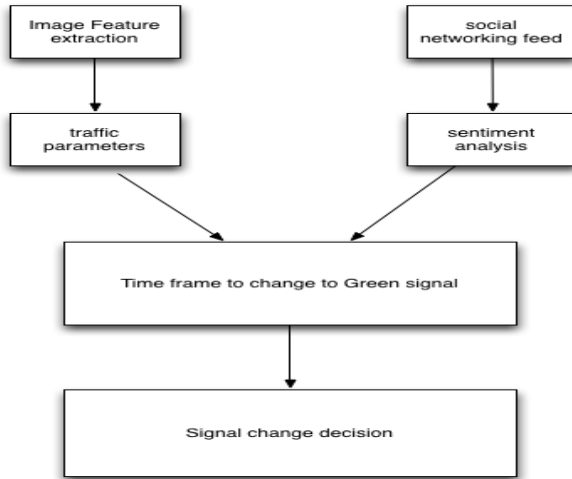 Image Feature
extraction
social
networking feed
traffic
parameters
sentiment
analysis
Time frame to change to Green signal
Signal change decision